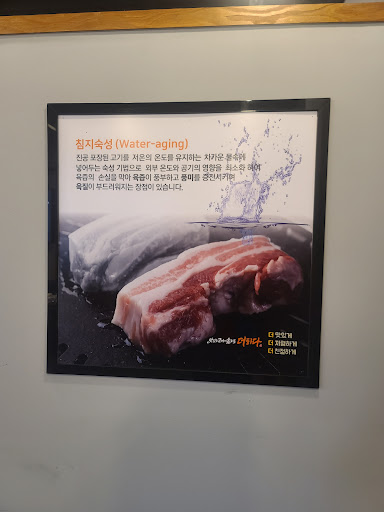 침지숙성 (Water-aging)
진공 포장된 고기를 저온의 온도를 유지하는 차카운 물속에
넣어두는 숙성 기법으로 외부 온도와 공기의 영향을 최소화 하여
육즙의 손실을 막아 육즙이 풍부하고 풍미를 증진시키며
육질이 부드러워지는 장점이 있습니다.
더 맛있게
더 저렴하게
더 친절하게